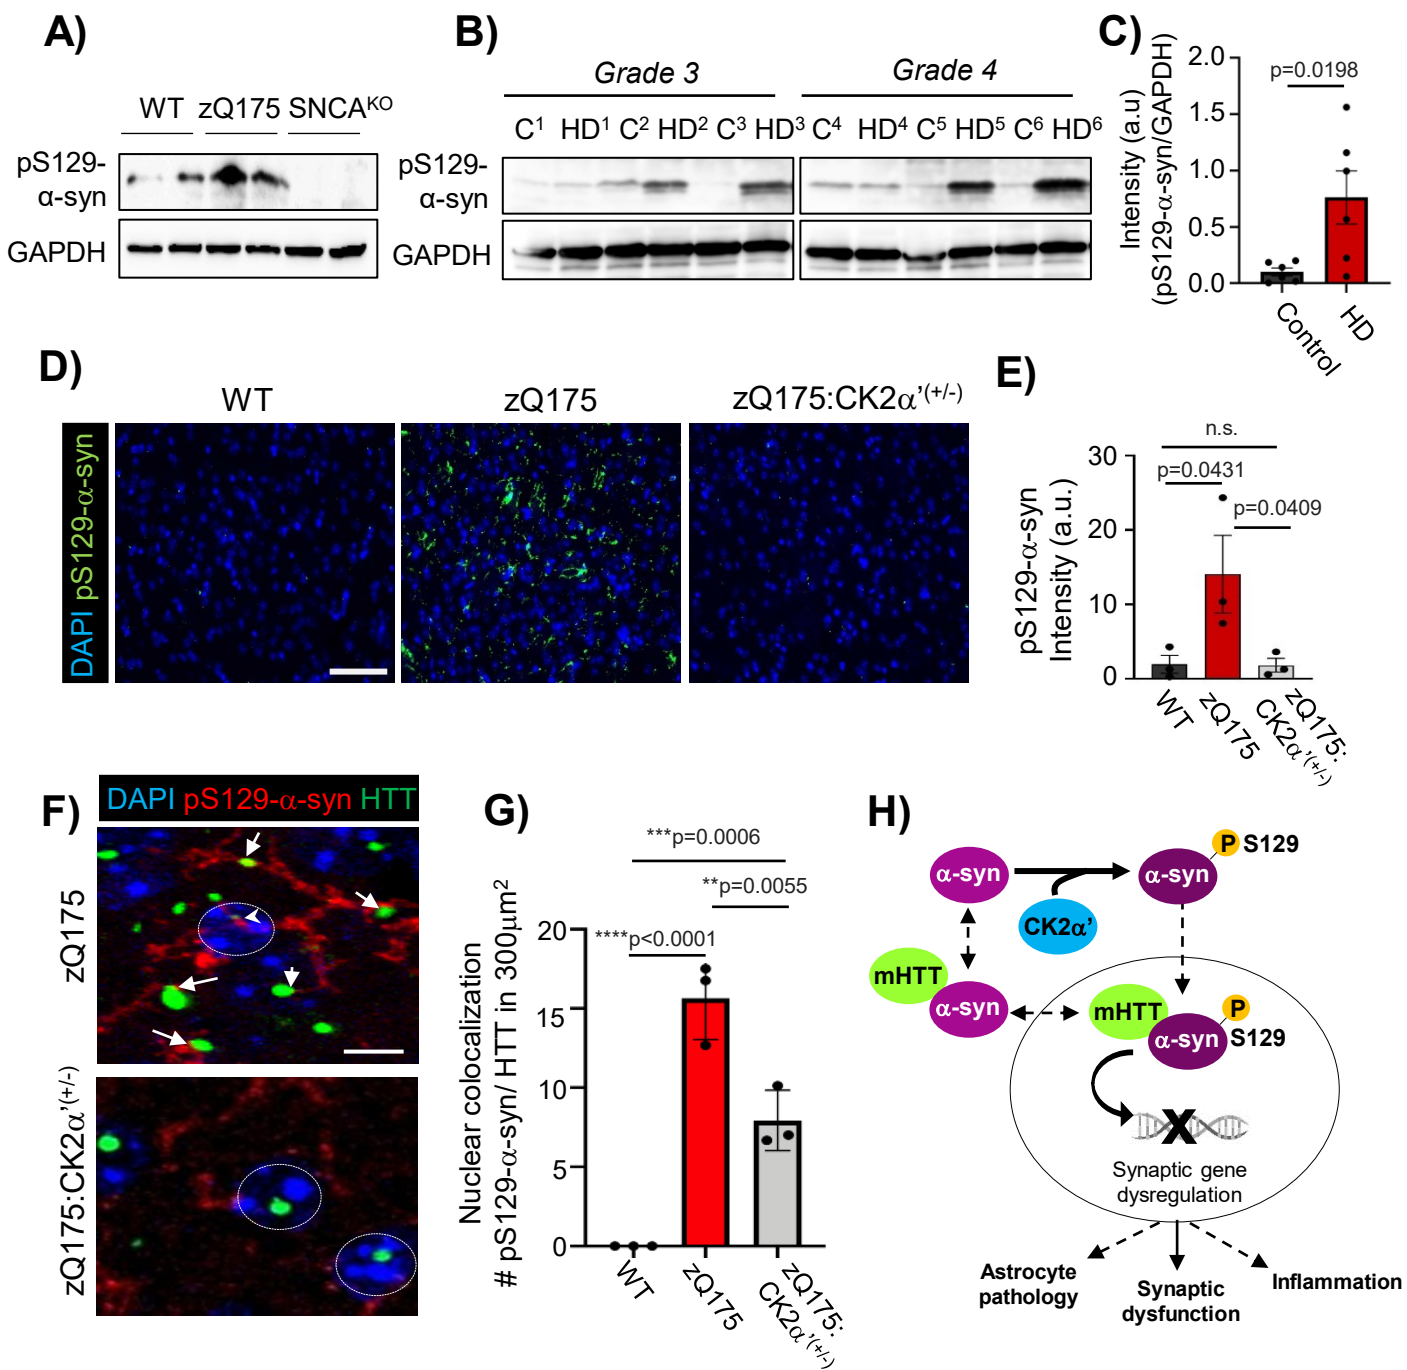 A)
WT zQ175 SNCAᴷᴼ
pS129-
α-syn
GAPDH
B)
Grade 3 Grade 4
C¹ HD¹ C² HD² C³ HD³ C⁴ HD⁴ C⁵ HD⁵ C⁶ HD⁶
pS129-
α-syn
GAPDH
C)
Intensity (a.u)
(pS129-α-syn/GAPDH)
p=0.0198
2.0
1.5
1.0
0.5
0.0
Control
HD
D)
WT zQ175 zQ175:CK2α’⁽⁺/⁻⁾
DAPI pS129-α-syn
E)
pS129-α-syn
Intensity (a.u.)
n.s.
p=0.0431
p=0.0409
30
20
10
0
WT
zQ175
zQ175:
CK2α’⁽⁺/⁻⁾
F)
DAPI pS129-α-syn HTT
zQ175
zQ175:CK2α’⁽⁺/⁻⁾
G)
Nuclear colocalization
# pS129-α-syn/ HTT in 300μm²
***p=0.0006
**p=0.0055
****p<0.0001
20
15
10
5
0
WT
zQ175
zQ175:
CK2α’⁽⁺/⁻⁾
H)
α-syn
CK2α’
α-syn
P S129
mHTT
α-syn
mHTT
α-syn
P
S129
X
Synaptic gene
dysregulation
Astrocyte
pathology
Synaptic
dysfunction
Inflammation